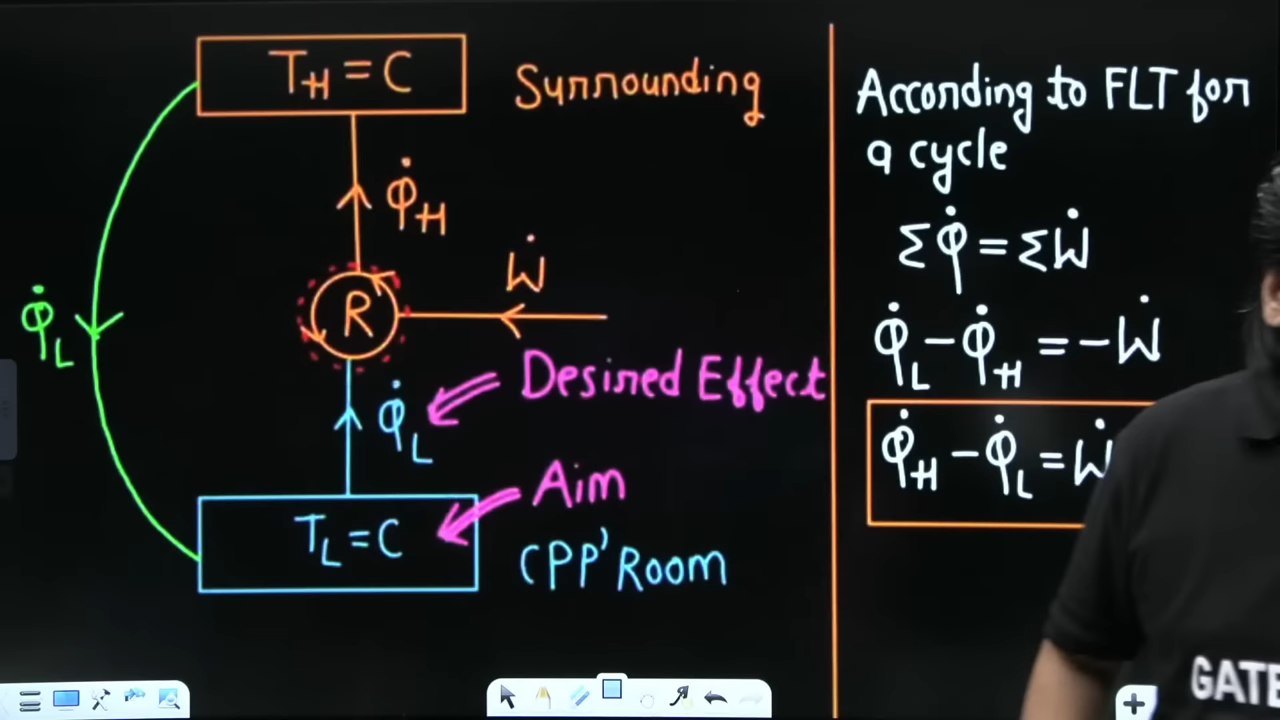 T_H = C
Surrounding
Q̇_H
Ẇ
R
Q̇_L
Desired Effect
Q̇_L
Aim
T_L = C
CPP' Room
According to FLT for
a cycle
ΣQ̇ = ΣẆ
Q̇_L - Q̇_H = -Ẇ
Q̇_H - Q̇_L = Ẇ
GATE